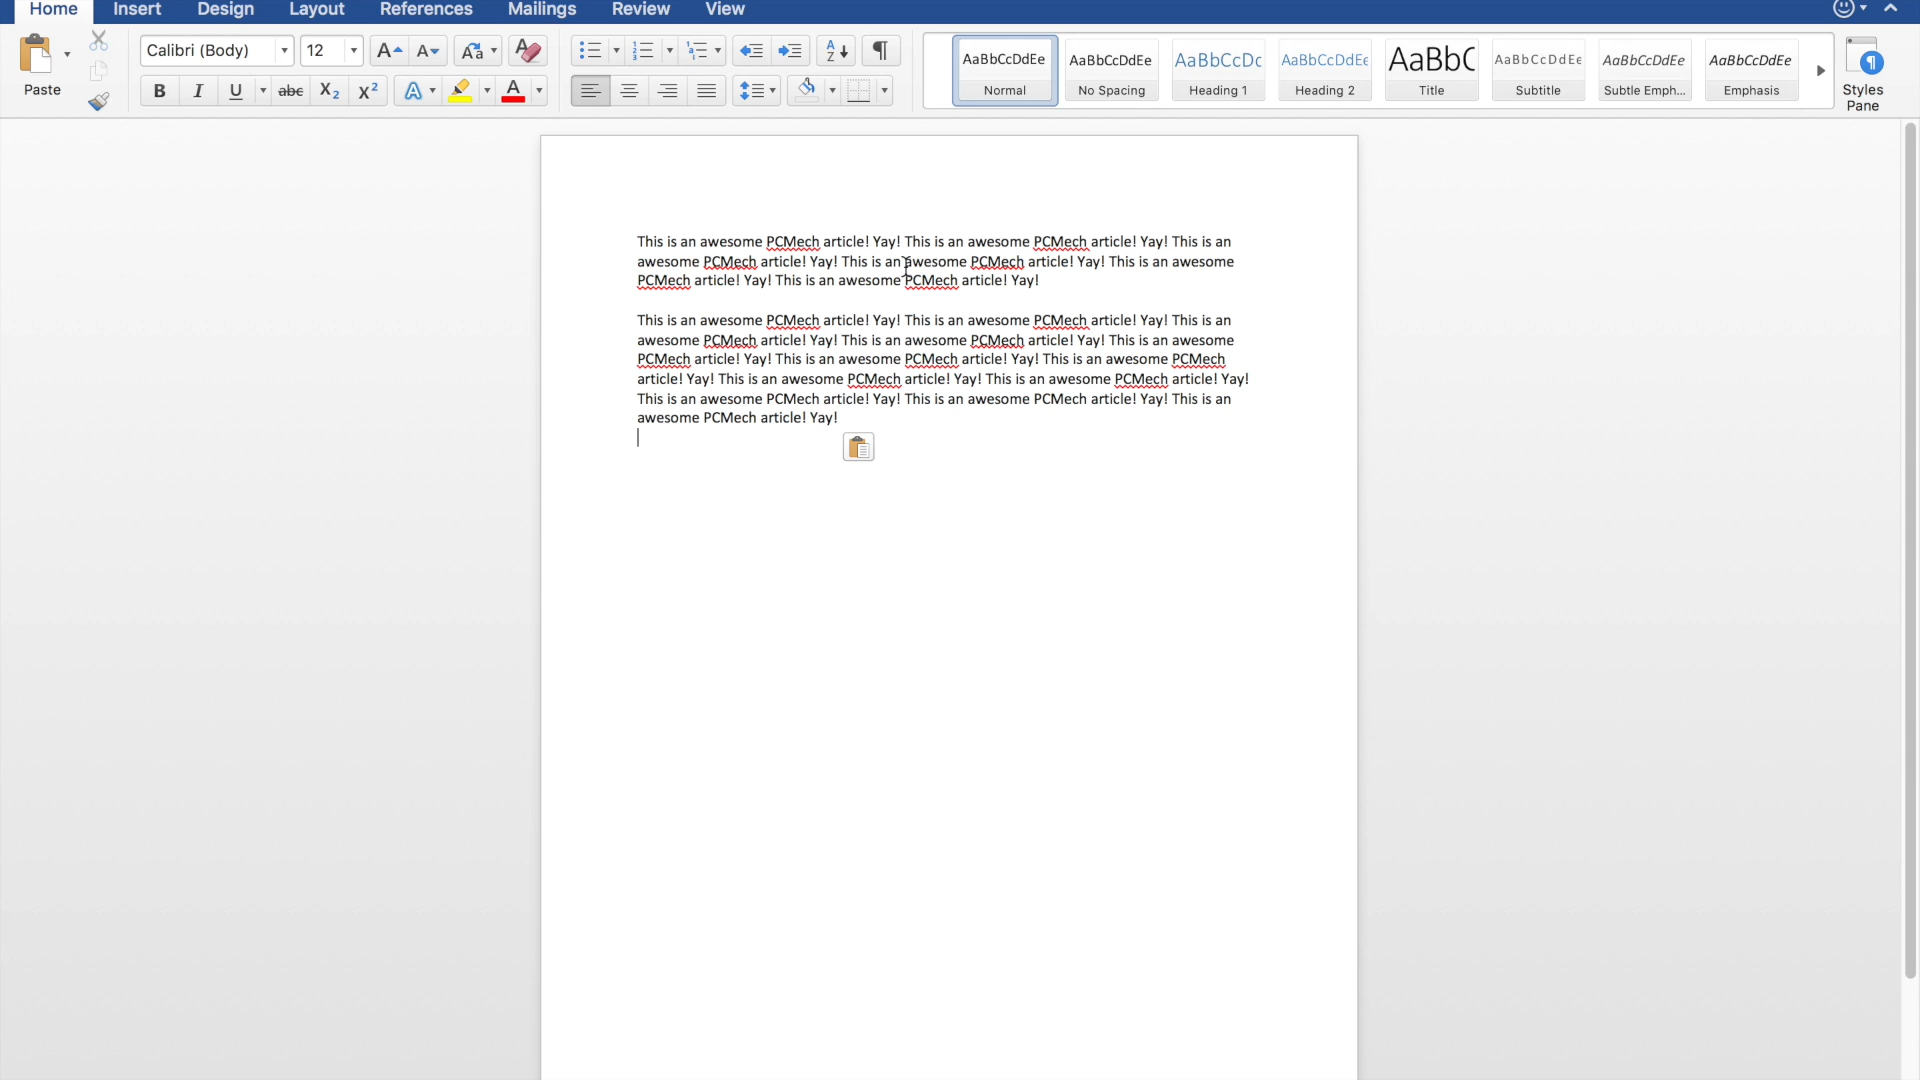 Home Insert Design Layout References Mailings Review View
Calibri (Body) 12 A A Aa A
AaBbCcDdEe AaBbCcDdEe AaBbCcDc AaBbCcDdEe AaBbC AaBbCcDdEe AaBbCcDdEe AaBbCcDdEe
Paste B I U abc X2 X2 A A
Normal No Spacing Heading 1 Heading 2 Title Subtitle Subtle Emph... Emphasis Styles
Pane
This is an awesome PCMech article! Yay! This is an awesome PCMech article! Yay! This is an
awesome PCMech article! Yay! This is an awesome PCMech article! Yay! This is an awesome
PCMech article! Yay! This is an awesome PCMech article! Yay!
This is an awesome PCMech article! Yay! This is an awesome PCMech article! Yay! This is an
awesome PCMech article! Yay! This is an awesome PCMech article! Yay! This is an awesome
PCMech article! Yay! This is an awesome PCMech article! Yay! This is an awesome PCMech
article! Yay! This is an awesome PCMech article! Yay! This is an awesome PCMech article! Yay!
This is an awesome PCMech article! Yay! This is an awesome PCMech article! Yay! This is an
awesome PCMech article! Yay!